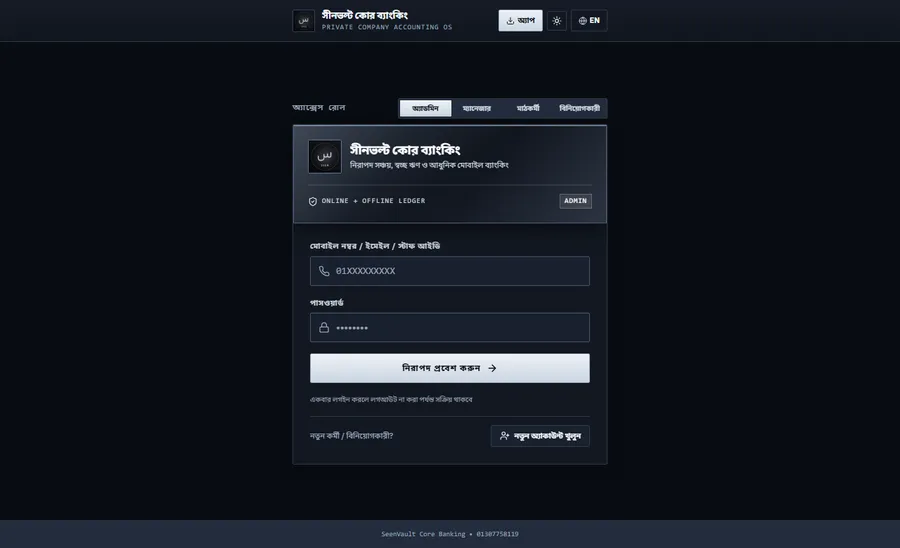 سين
সীনভল্ট কোর ব্যাংকিং
PRIVATE COMPANY ACCOUNTING OS
অ্যাপ
EN
অ্যাক্সেস রোল
অ্যাডমিন
ম্যানেজার
মাঠকর্মী
বিনিয়োগকারী
س
সীনভল্ট কোর ব্যাংকিং
নিরাপদ সঞ্চয়, স্বচ্ছ ঋণ ও আধুনিক মোবাইল ব্যাংকিং
ONLINE + OFFLINE LEDGER
ADMIN
মোবাইল নম্বর / ইমেইল / স্টাফ আইডি
01XXXXXXXXX
পাসওয়ার্ড
••••••••
নিরাপদ প্রবেশ করুন →
একবার লগইন করলে লগআউট না করা পর্যন্ত সক্রিয় থাকবে
নতুন কর্মী / বিনিয়োগকারী?
নতুন অ্যাকাউন্ট খুলুন
SeenVault Core Banking • 01307758119